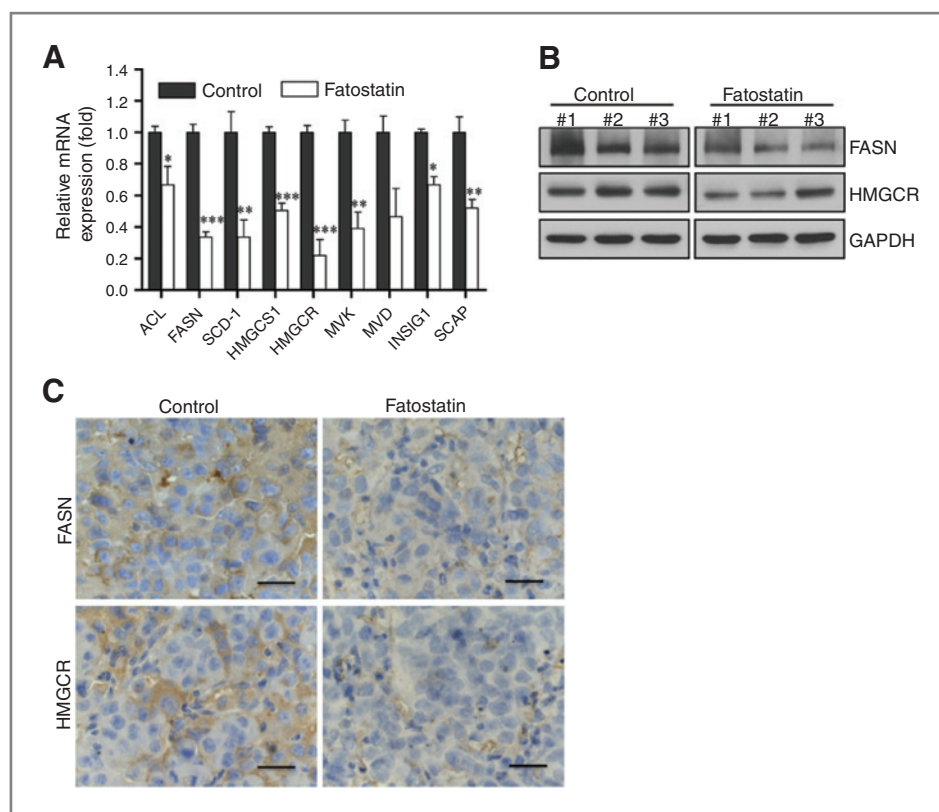 A
Relative mRNA
expression (fold)
1.4
1.2
1.0
0.8
0.6
0.4
0.2
0.0
Control
Fatostatin
*
***
**
***
***
**
*
**
ACL
FASN
SCD-1
HMGCS1
HMGCR
MVK
MVD
INSIG1
SCAP
B
Control
Fatostatin
#1 #2 #3
#1 #2 #3
FASN
HMGCR
GAPDH
C
Control
Fatostatin
FASN
HMGCR